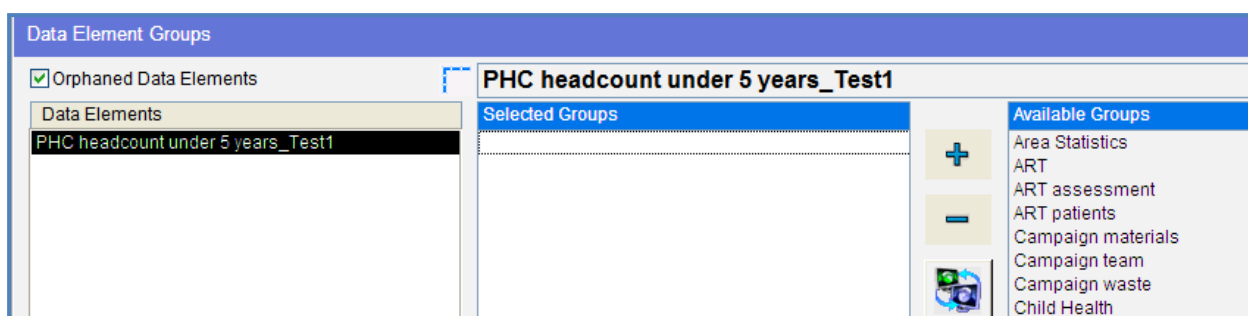 Data Element Groups
Orphaned Data Elements
PHC headcount under 5 years_Test1
Data Elements
PHC headcount under 5 years_Test1
Selected Groups
Available Groups
Area Statistics
ART
ART assessment
ART patients
Campaign materials
Campaign team
Campaign waste
Child Health